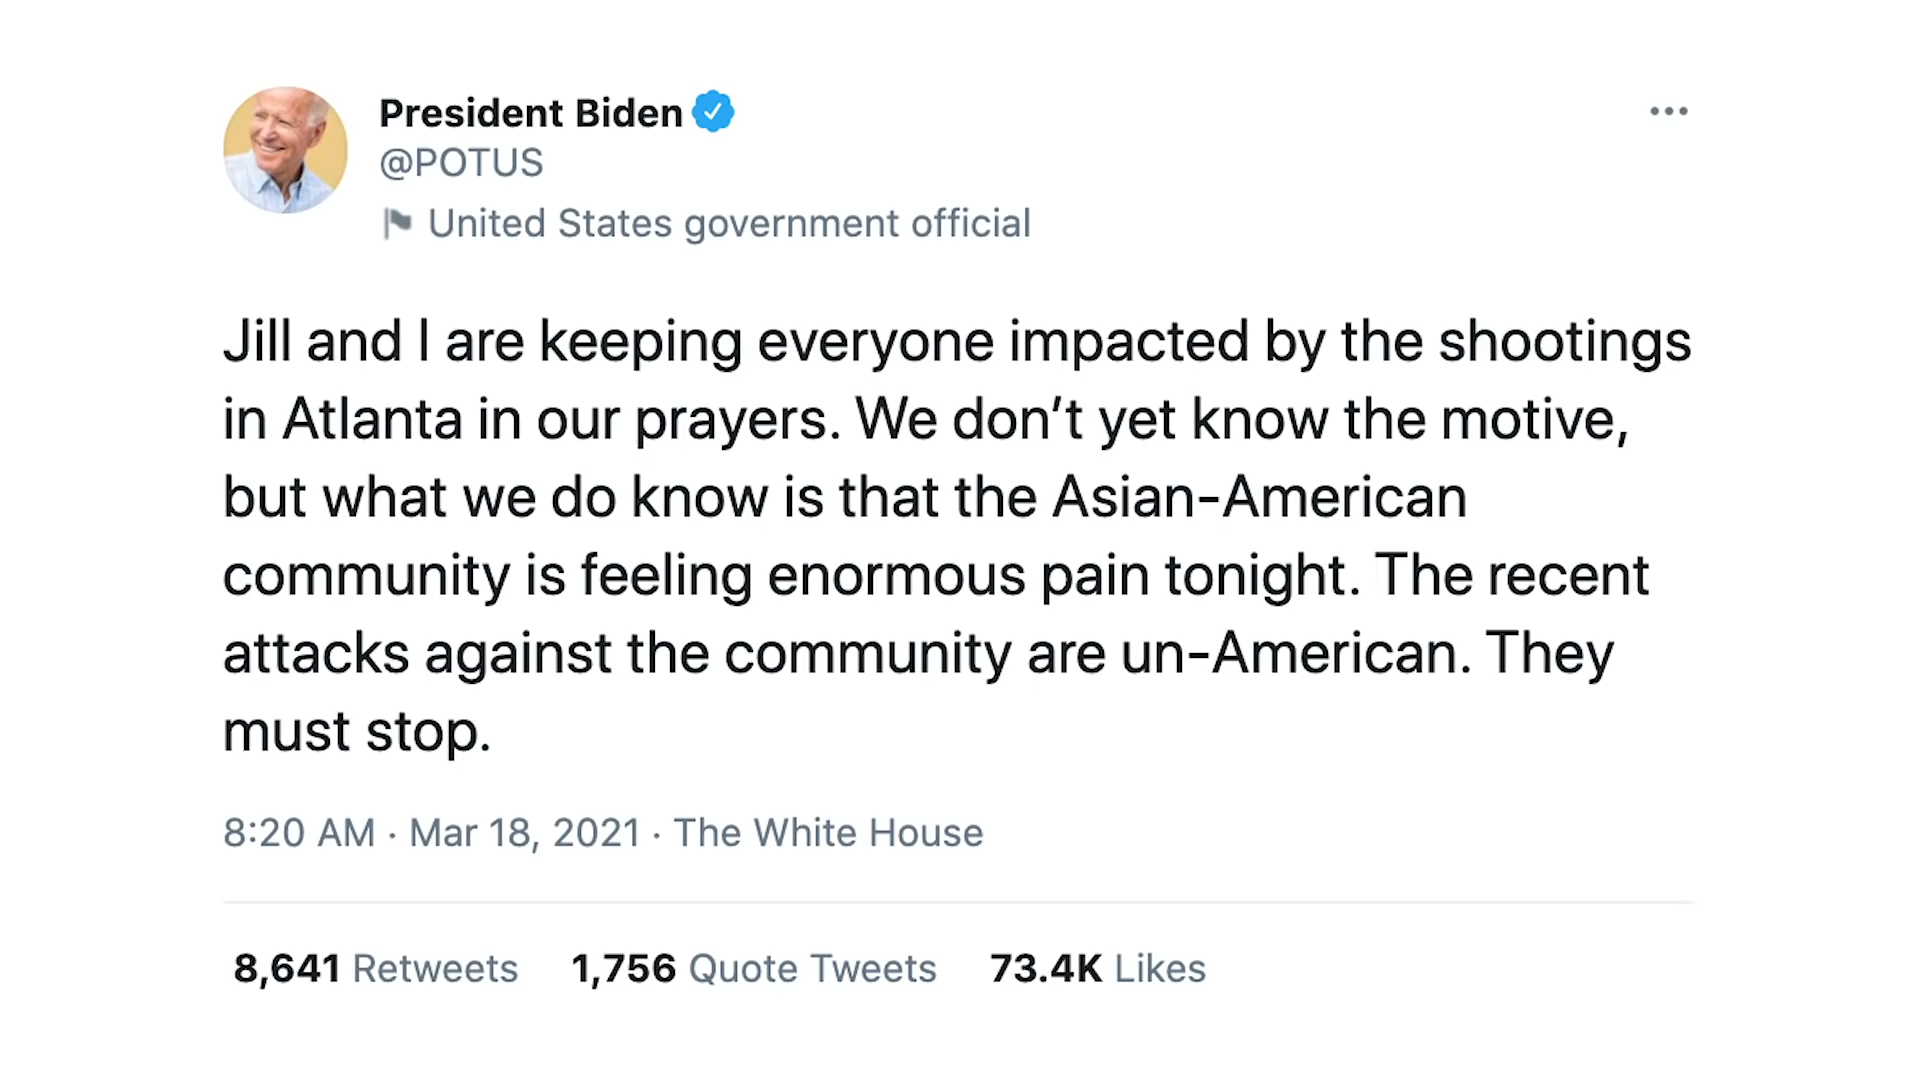 President Biden
@POTUS
United States government official
Jill and I are keeping everyone impacted by the shootings
in Atlanta in our prayers. We don’t yet know the motive,
but what we do know is that the Asian-American
community is feeling enormous pain tonight. The recent
attacks against the community are un-American. They
must stop.
8:20 AM · Mar 18, 2021 · The White House
8,641 Retweets 1,756 Quote Tweets 73.4K Likes